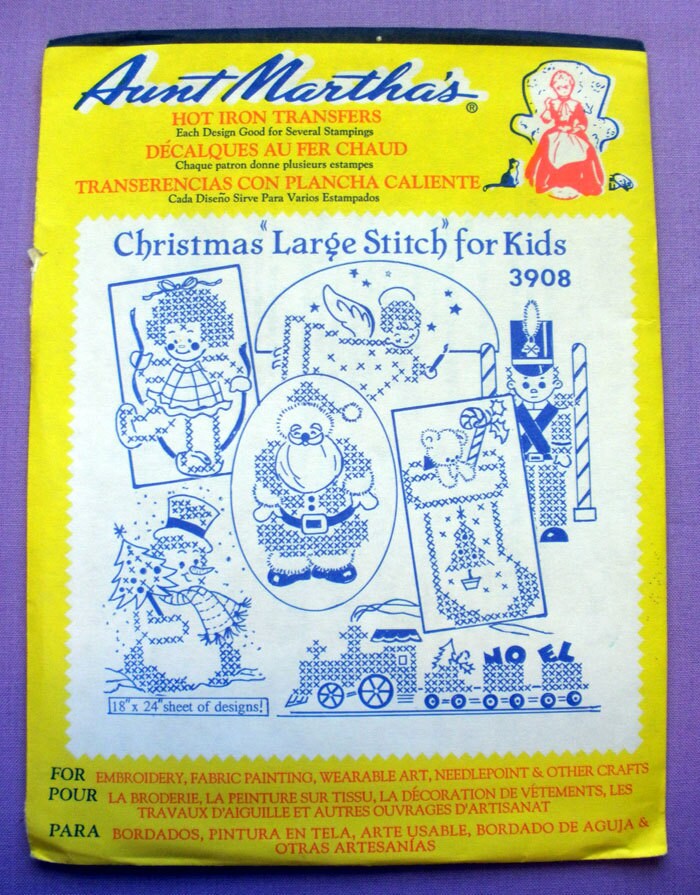 Aunt Martha's®
HOT IRON TRANSFERS
Each Design Good for Several Stampings
DÉCALQUES AU FER CHAUD
Chaque patron donne plusieurs estampes
TRANSERENCIAS CON PLANCHA CALIENTE
Cada Diseño Sirve Para Varios Estampados
Christmas "Large Stitch" for Kids
3908
NO EL
18" x 24" sheet of designs!
FOR EMBROIDERY, FABRIC PAINTING, WEARABLE ART, NEEDLEPOINT & OTHER CRAFTS
POUR LA BRODERIE, LA PEINTURE SUR TISSU, LA DÉCORATION DE VÊTEMENTS, LES
TRAVAUX D'AIGUILLE ET AUTRES OUVRAGES D'ARTISANAT
PARA BORDADOS, PINTURA EN TELA, ARTE USABLE, BORDADO DE AGUJA &
OTRAS ARTESANÍAS